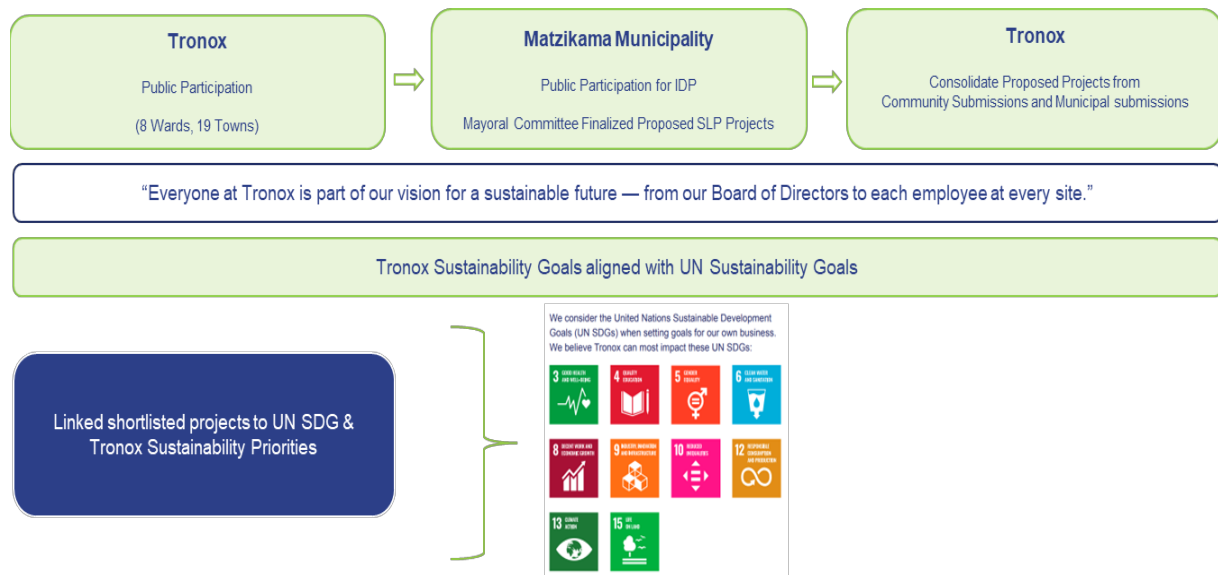 Tronox
Public Participation
(8 Wards, 19 Towns)
Matzikama Municipality
Public Participation for IDP
Mayoral Committee Finalized Proposed SLP Projects
Tronox
Consolidate Proposed Projects from
Community Submissions and Municipal submissions
“Everyone at Tronox is part of our vision for a sustainable future — from our Board of Directors to each employee at every site.”
Tronox Sustainability Goals aligned with UN Sustainability Goals
Linked shortlisted projects to UN SDG &
Tronox Sustainability Priorities
We consider the United Nations Sustainable Development
Goals (UN SDGs) when setting goals for our own business.
We believe Tronox can most impact these UN SDGs:
3 GOOD HEALTH
AND WELL-BEING
4 QUALITY
EDUCATION
5 GENDER
EQUALITY
6 CLEAN WATER
AND SANITATION
8 DECENT WORK AND
ECONOMIC GROWTH
9 INDUSTRY, INNOVATION
AND INFRASTRUCTURE
10 REDUCED
INEQUALITIES
12 RESPONSIBLE
CONSUMPTION
AND PRODUCTION
13 CLIMATE
ACTION
15 LIFE
ON LAND